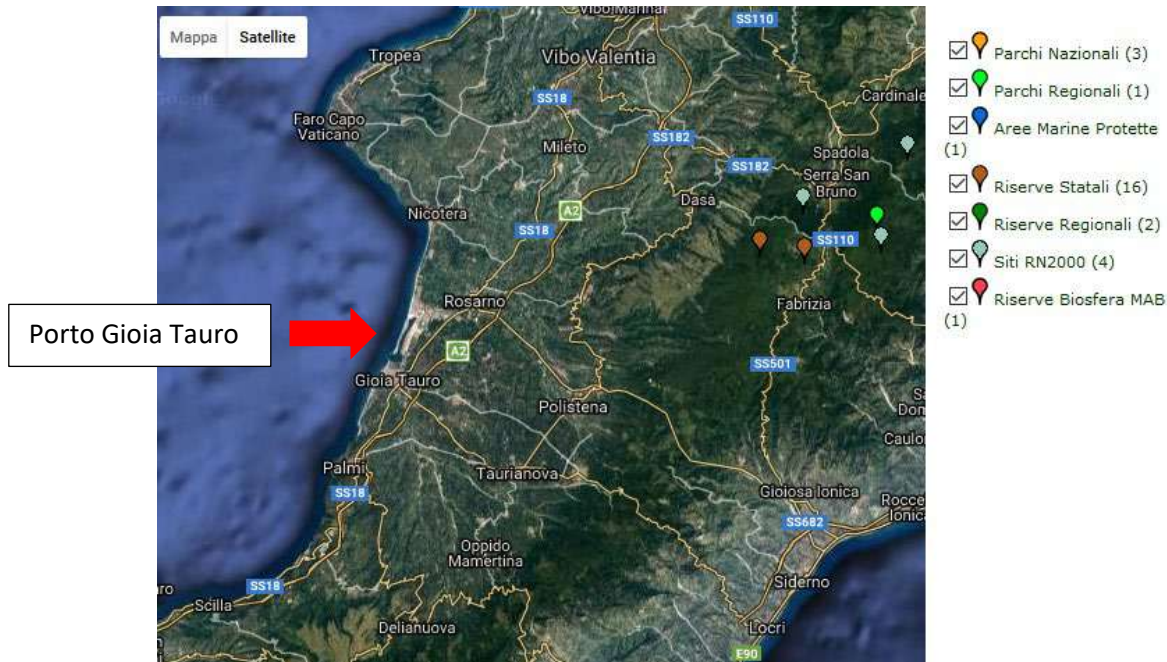 Mappa
Satellite
Vibo Marina
SS110
Tropea
Vibo Valentia
Google
SS18
Cardinale
Faro Capo
Vaticano
SS182
Mileto
Spadola
SS182
Serra San
Bruno
Dasà
Nicotera
A2
SS18
SS110
Rosarno
Fabrizia
A2
SS501
Gioia Tauro
Polistena
Palmi
Taurianova
SS18
Gioiosa Ionica
SS682
Ionica
Oppido
Mamertina
SS18
Siderno
Scilla
Delianuova
Locri
E90
Porto Gioia Tauro
Parchi Nazionali (3)
Parchi Regionali (1)
Aree Marine Protette
(1)
Riserve Statali (16)
Riserve Regionali (2)
Siti RN2000 (4)
Riserve Biosfera MAB
(1)